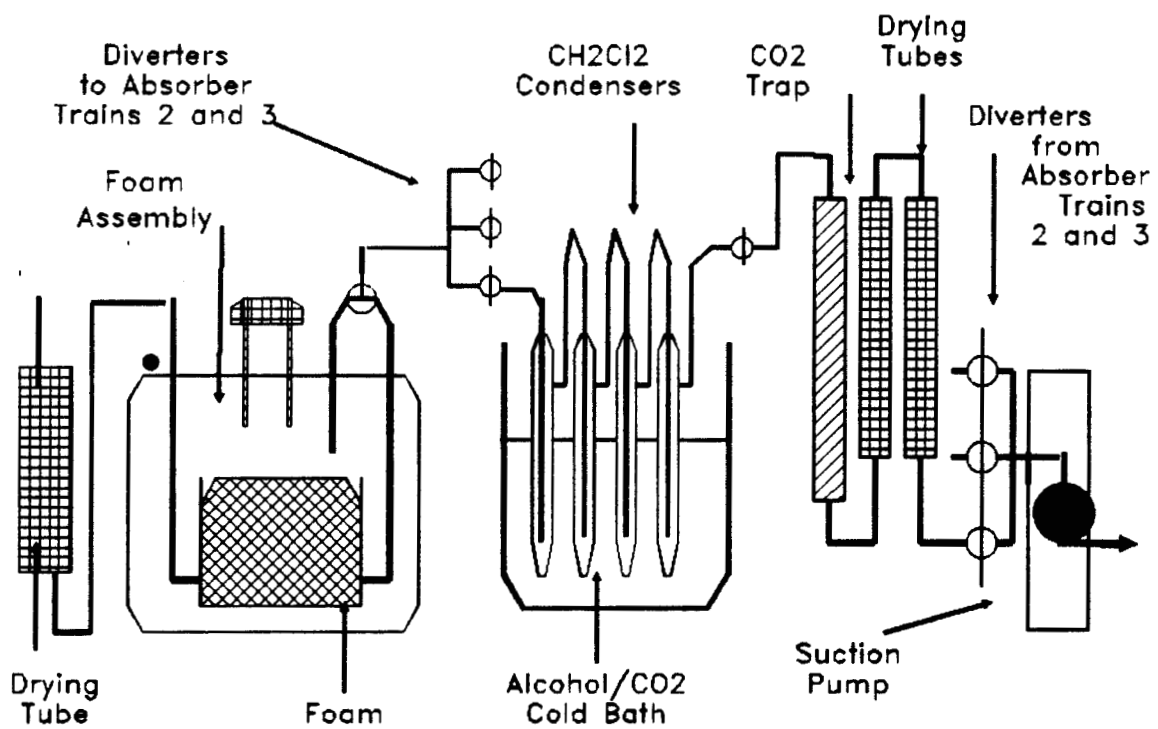 Diverters
to Absorber
Trains 2 and 3
CH2Cl2
Condensers
CO2
Trap
Drying
Tubes
Diverters
from
Absorber
Trains
2 and 3
Foam
Assembly
Drying
Tube
Foam
Alcohol/CO2
Cold Bath
Suction
Pump